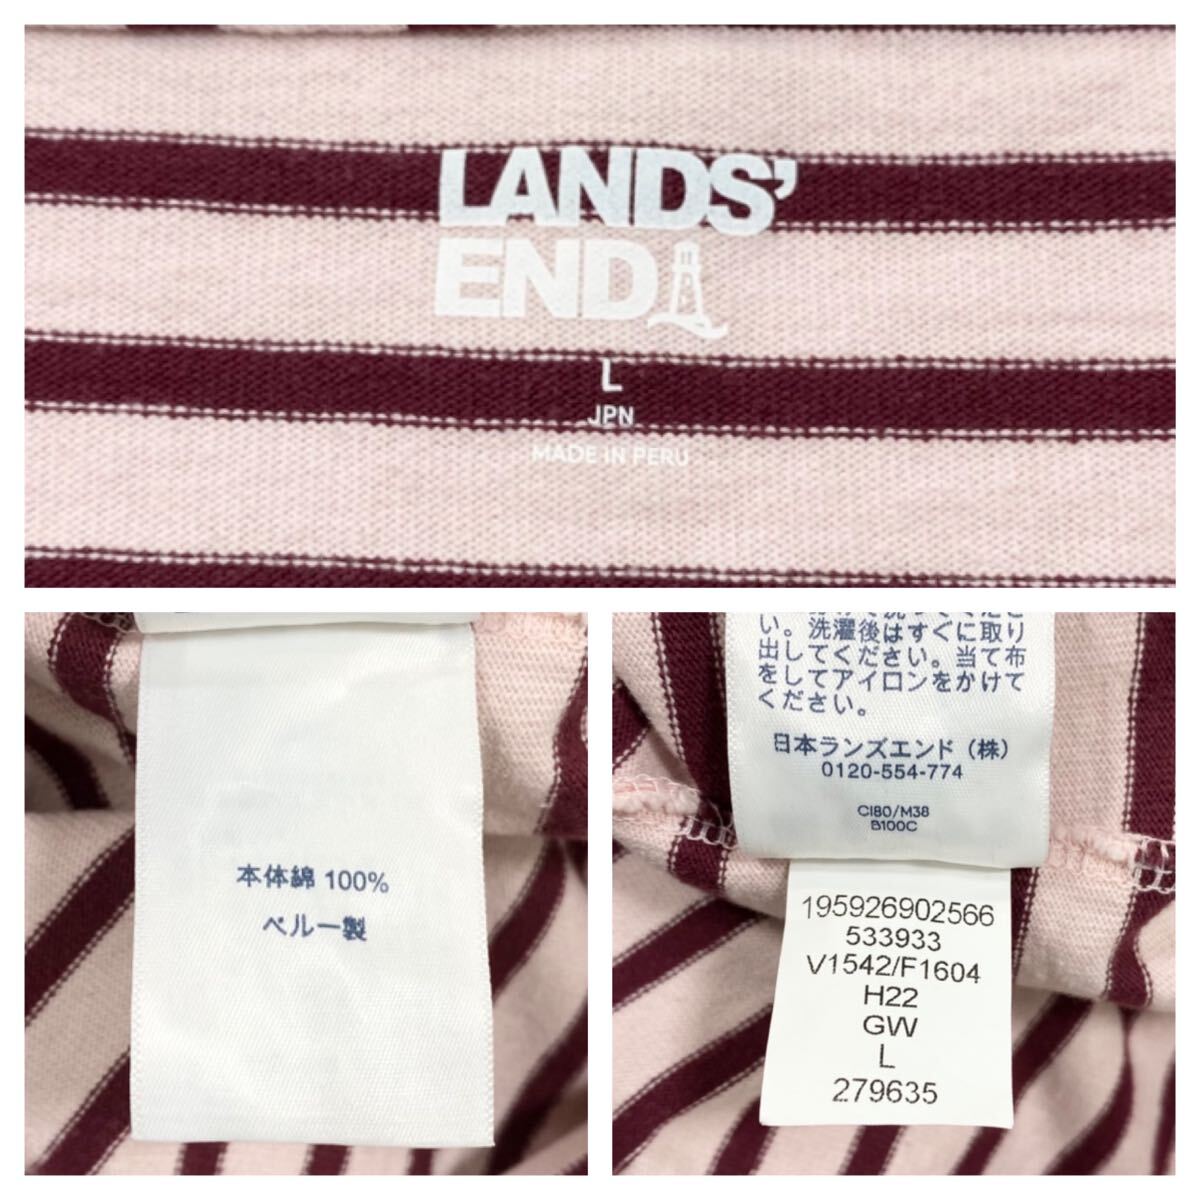 LANDS'
END
L
JPN
MADE IN PERU
本体綿 100%
ペルー製
い。洗濯後はすぐに取り
出してください。当て布
をしてアイロンをかけて
ください。
日本ランズエンド（株）
0120-554-774
CI80/M38
B100C
195926902566
533933
V1542/F1604
H22
GW
L
279635